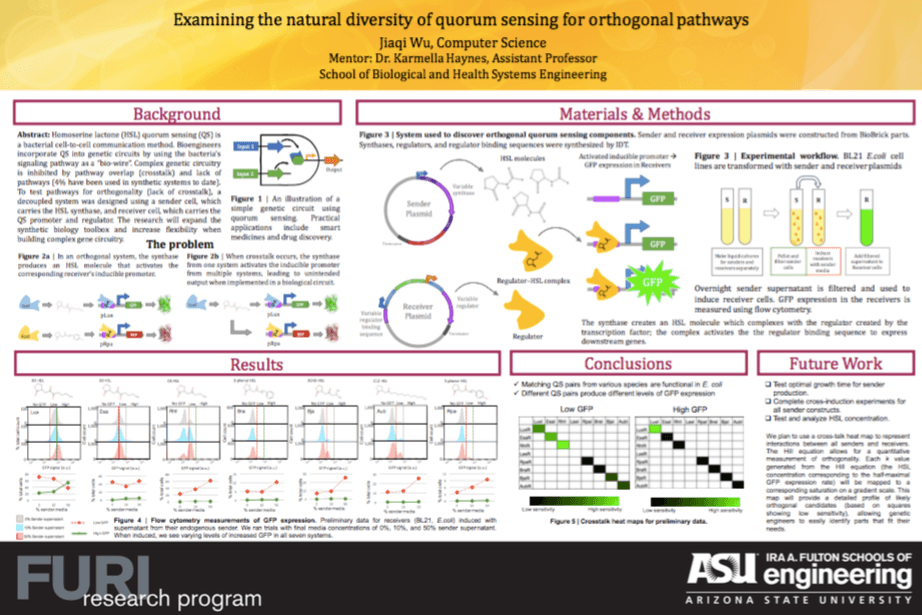 Examining the natural diversity of quorum sensing for orthogonal pathways
Jiaqi Wu, Computer Science
Mentor: Dr. Karmella Haynes, Assistant Professor
School of Biological and Health Systems Engineering
Background
Abstract: Homoserine lactone (HSL) quorum sensing (QS) is
a bacterial cell-to-cell communication method. Bioengineers
incorporate QS into genetic circuits by using the bacteria's
signaling pathway as a "bio-wire". Complex genetic circuitry
is inhibited by pathway overlap (crosstalk) and lack of
pathways (4% have been used in synthetic systems to date).
To test pathways for orthogonality (lack of crosstalk), a
decoupled system was designed using a sender cell, which
carries the HSL synthase, and receiver cell, which carries the
QS promoter and regulator. The research will expand the
synthetic biology toolbox and increase flexibility when
building complex gene circuitry.
Input 1
Input 2
Output
Figure 1 | An illustration of a
simple genetic circuit using
quorum sensing. Practical
applications include smart
medicines and drug discovery.
The problem
Figure 2a | In an orthogonal system, the synthase
produces an HSL molecule that activates the
corresponding receiver's inducible promoter.
Figure 2b | When crosstalk occurs, the synthase
from one system activates the inducible promoter
from multiple systems, leading to unintended
output when implemented in a biological circuit.
pLux
pRpa
pLux
pRpa
Materials & Methods
Figure 3 | System used to discover orthogonal quorum sensing components. Sender and receiver expression plasmids were constructed from BioBrick parts.
Synthases, regulators, and regulator binding sequences were synthesized by IDT.
Sender
Plasmid
Variable
synthase
HSL molecules
Regulator-HSL complex
Receiver
Plasmid
Variable
regulator
Variable
regulator
binding
sequence
Regulator
Activated inducible promoter →
GFP expression in Receivers
GFP
GFP
GFP
The synthase creates an HSL molecule which complexes with the regulator created by the
transcription factor; the complex activates the the regulator binding sequence to express
downstream genes.
Figure 3 | Experimental workflow. BL21 E.coli cell
lines are transformed with sender and receiver plasmids
S R S R R
Make liquid cultures
for senders and
receivers separately
Pellet and
filter sender
cells
Induce
receivers
with sender
media
Add filtered
supernatant to
Receiver cells
Overnight sender supernatant is filtered and used to
induce receiver cells. GFP expression in the receivers is
measured using flow cytometry.
Results
Figure 4 | Flow cytometry measurements of GFP expression. Preliminary data for receivers (BL21, E.coli) induced with
supernatant from their endogenous sender. We ran trials with final media concentrations of 0%, 10%, and 50% sender supernatant.
When induced, we see varying levels of increased GFP in all seven systems.
Conclusions
✓ Matching QS pairs from various species are functional in E. coli
✓ Different QS pairs produce different levels of GFP expression
Low GFP
High GFP
Low sensitivity High sensitivity
Low sensitivity High sensitivity
Figure 5 | Crosstalk heat maps for preliminary data.
Future Work
❑ Test optimal growth time for sender
production.
❑ Complete cross-induction experiments for
all sender constructs.
❑ Test and analyze HSL concentration.
We plan to use a cross-talk heat map to represent
interactions between all senders and receivers.
The Hill equation allows for a quantitative
measurement of orthogonality. Each k value
generated from the Hill equation (the HSL
concentration corresponding to the half-maximal
GFP expression rate) will be mapped to a
corresponding saturation on a gradient scale. This
map will provide a detailed profile of likely
orthogonal candidates (based on squares
showing low sensitivity), allowing genetic
engineers to easily identify parts that fit their
needs.
FURI
research program
ASU
IRA A. FULTON SCHOOLS OF
engineering
ARIZONA STATE UNIVERSITY